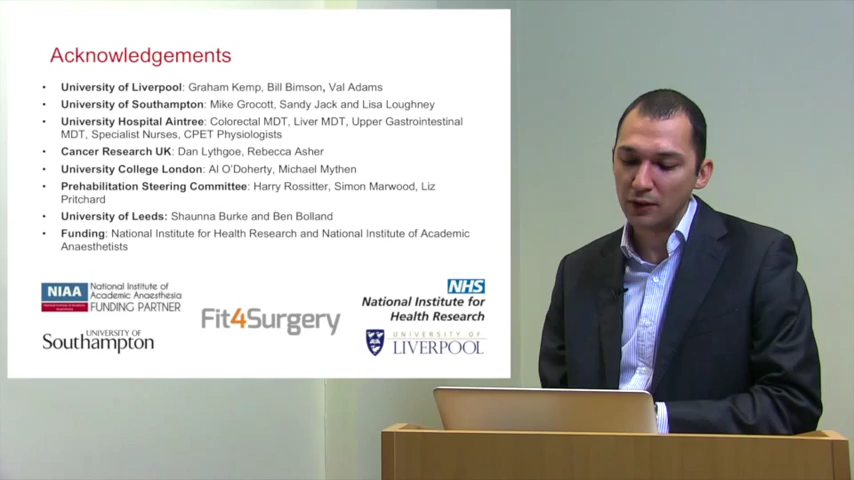 Acknowledgements
• University of Liverpool: Graham Kemp, Bill Bimson, Val Adams
• University of Southampton: Mike Grocott, Sandy Jack and Lisa Loughney
• University Hospital Aintree: Colorectal MDT, Liver MDT, Upper Gastrointestinal
MDT, Specialist Nurses, CPET Physiologists
• Cancer Research UK: Dan Lythgoe, Rebecca Asher
• University College London: Al O'Doherty, Michael Mythen
• Prehabilitation Steering Committee: Harry Rossitter, Simon Marwood, Liz
Pritchard
• University of Leeds: Shaunna Burke and Ben Bolland
• Funding: National Institute for Health Research and National Institute of Academic
Anaesthetists
NIAA
National Institute of
Academic Anaesthesia
FUNDING PARTNER
UNIVERSITY OF
Southampton
Fit4Surgery
NHS
National Institute for
Health Research
UNIVERSITY OF
LIVERPOOL